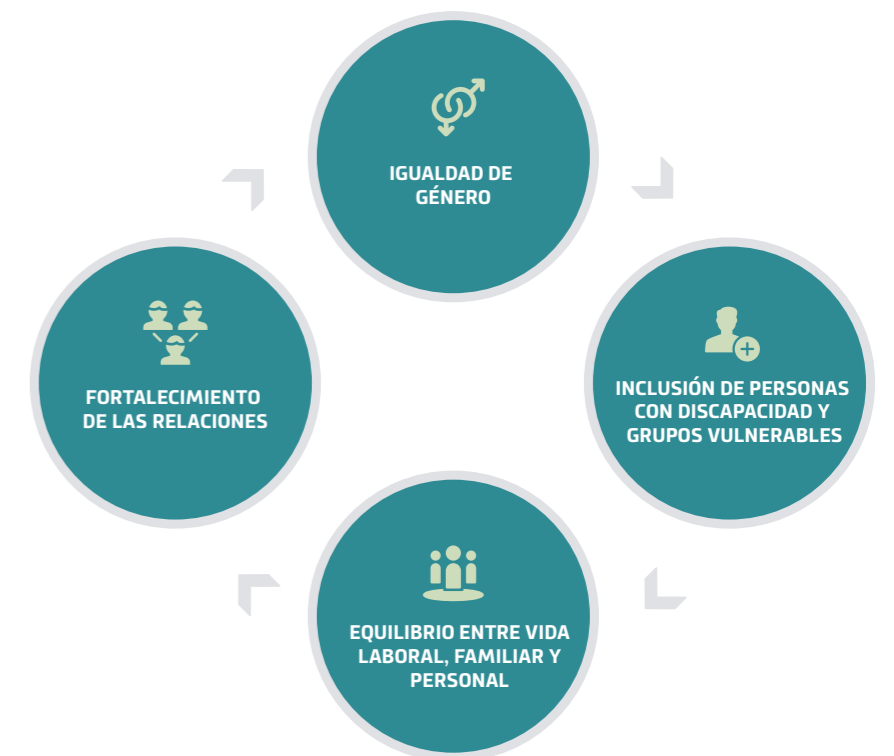 IGUALDAD DE
GÉNERO
FORTALECIMIENTO
DE LAS RELACIONES
INCLUSIÓN DE PERSONAS
CON DISCAPACIDAD Y
GRUPOS VULNERABLES
EQUILIBRIO ENTRE VIDA
LABORAL, FAMILIAR Y
PERSONAL